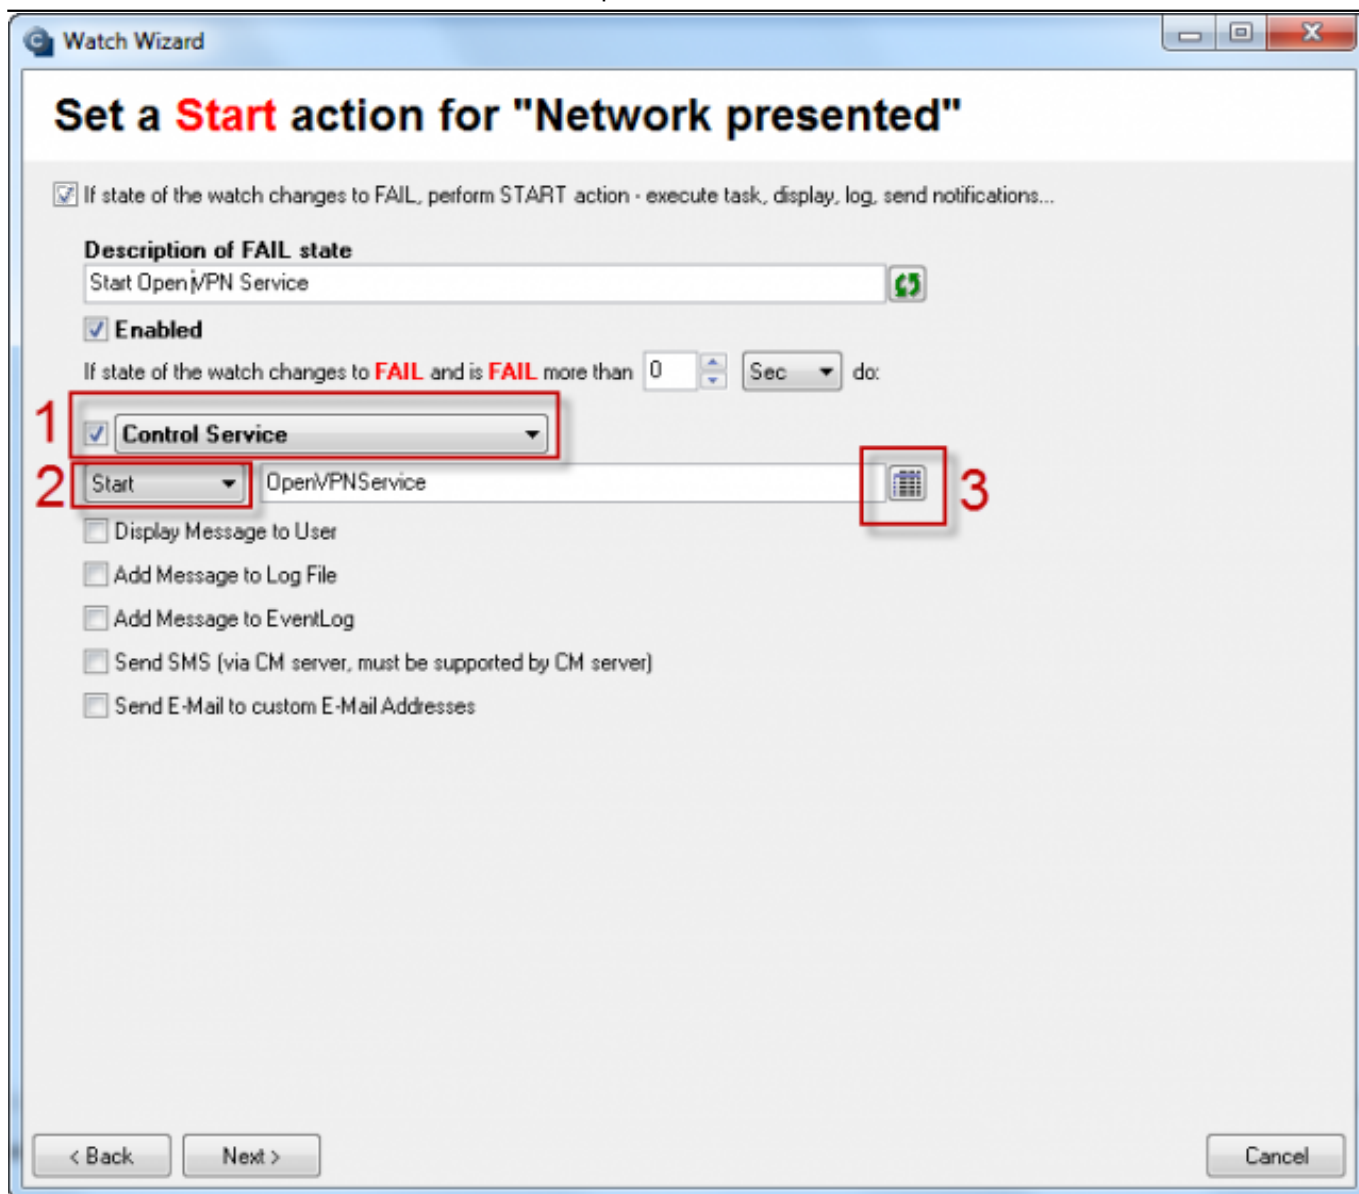 Watch Wizard
Set a Start action for "Network presented"
If state of the watch changes to FAIL, perform START action - execute task, display, log, send notifications...
Description of FAIL state
Start Open VPN Service
Enabled
If state of the watch changes to FAIL and is FAIL more than 0 Sec do:
1 Control Service
2 Start OpenVPNService 3
Display Message to User
Add Message to Log File
Add Message to EventLog
Send SMS (via CM server, must be supported by CM server)
Send E-Mail to custom E-Mail Addresses
< Back Next > Cancel